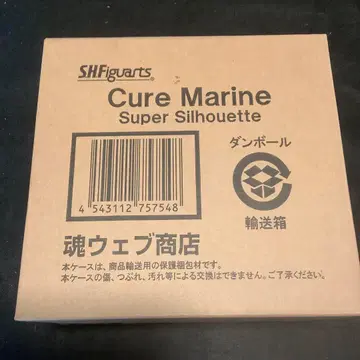 S.H.Figuarts
Cure Marine
Super Silhouette
ダンボール
4 543112 757548
輸送箱
魂ウェブ商店
本ケースは、商品輸送用の保護梱包材です。
本ケースの傷、つぶれ、汚れ等による交換はできません。ご了承ください。